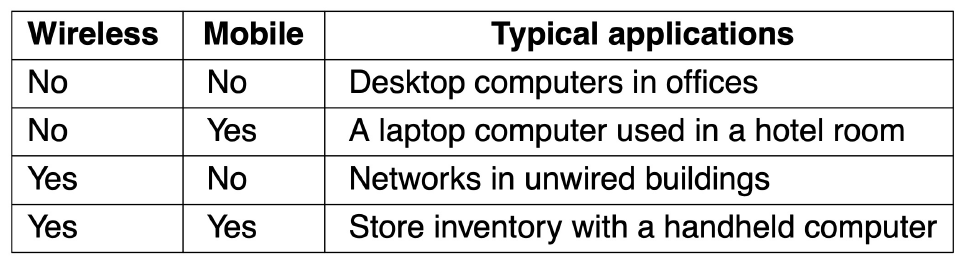 Wireless Mobile Typical applications
No No Desktop computers in offices
No Yes A laptop computer used in a hotel room
Yes No Networks in unwired buildings
Yes Yes Store inventory with a handheld computer